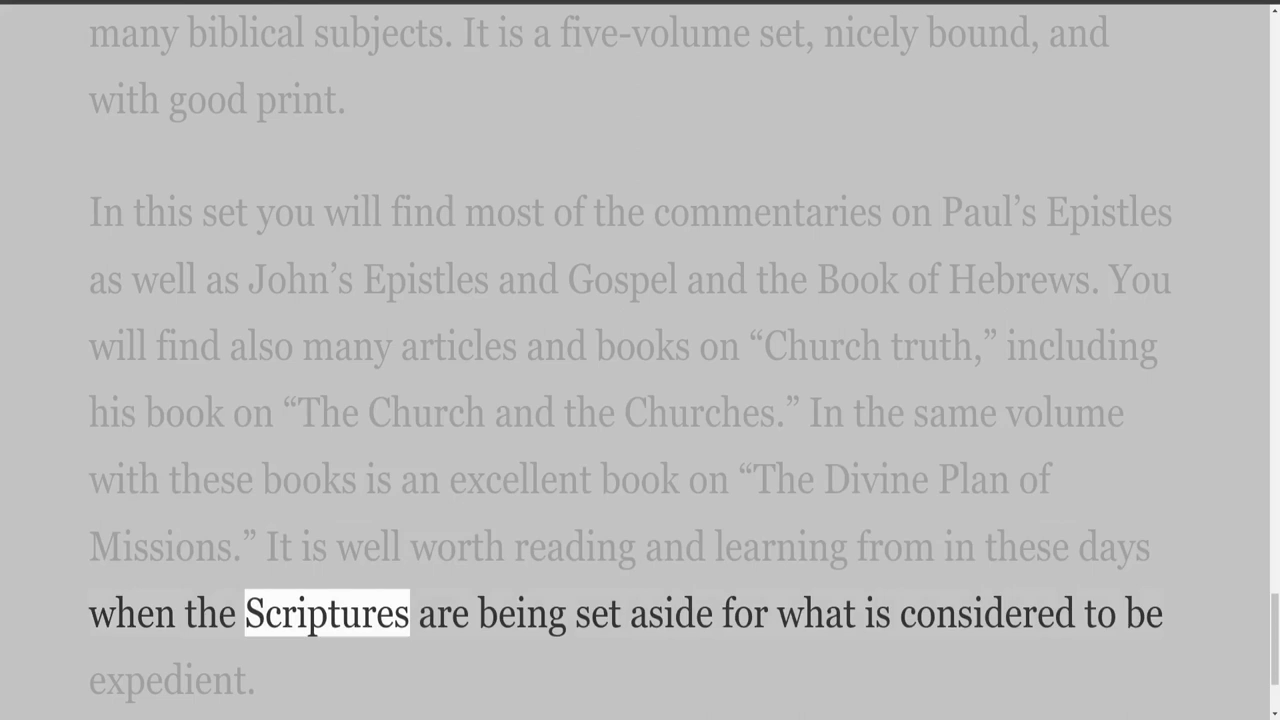 many biblical subjects. It is a five-volume set, nicely bound, and
with good print.
In this set you will find most of the commentaries on Paul’s Epistles
as well as John’s Epistles and Gospel and the Book of Hebrews. You
will find also many articles and books on “Church truth,” including
his book on “The Church and the Churches.” In the same volume
with these books is an excellent book on “The Divine Plan of
Missions.” It is well worth reading and learning from in these days
when the Scriptures are being set aside for what is considered to be
expedient.